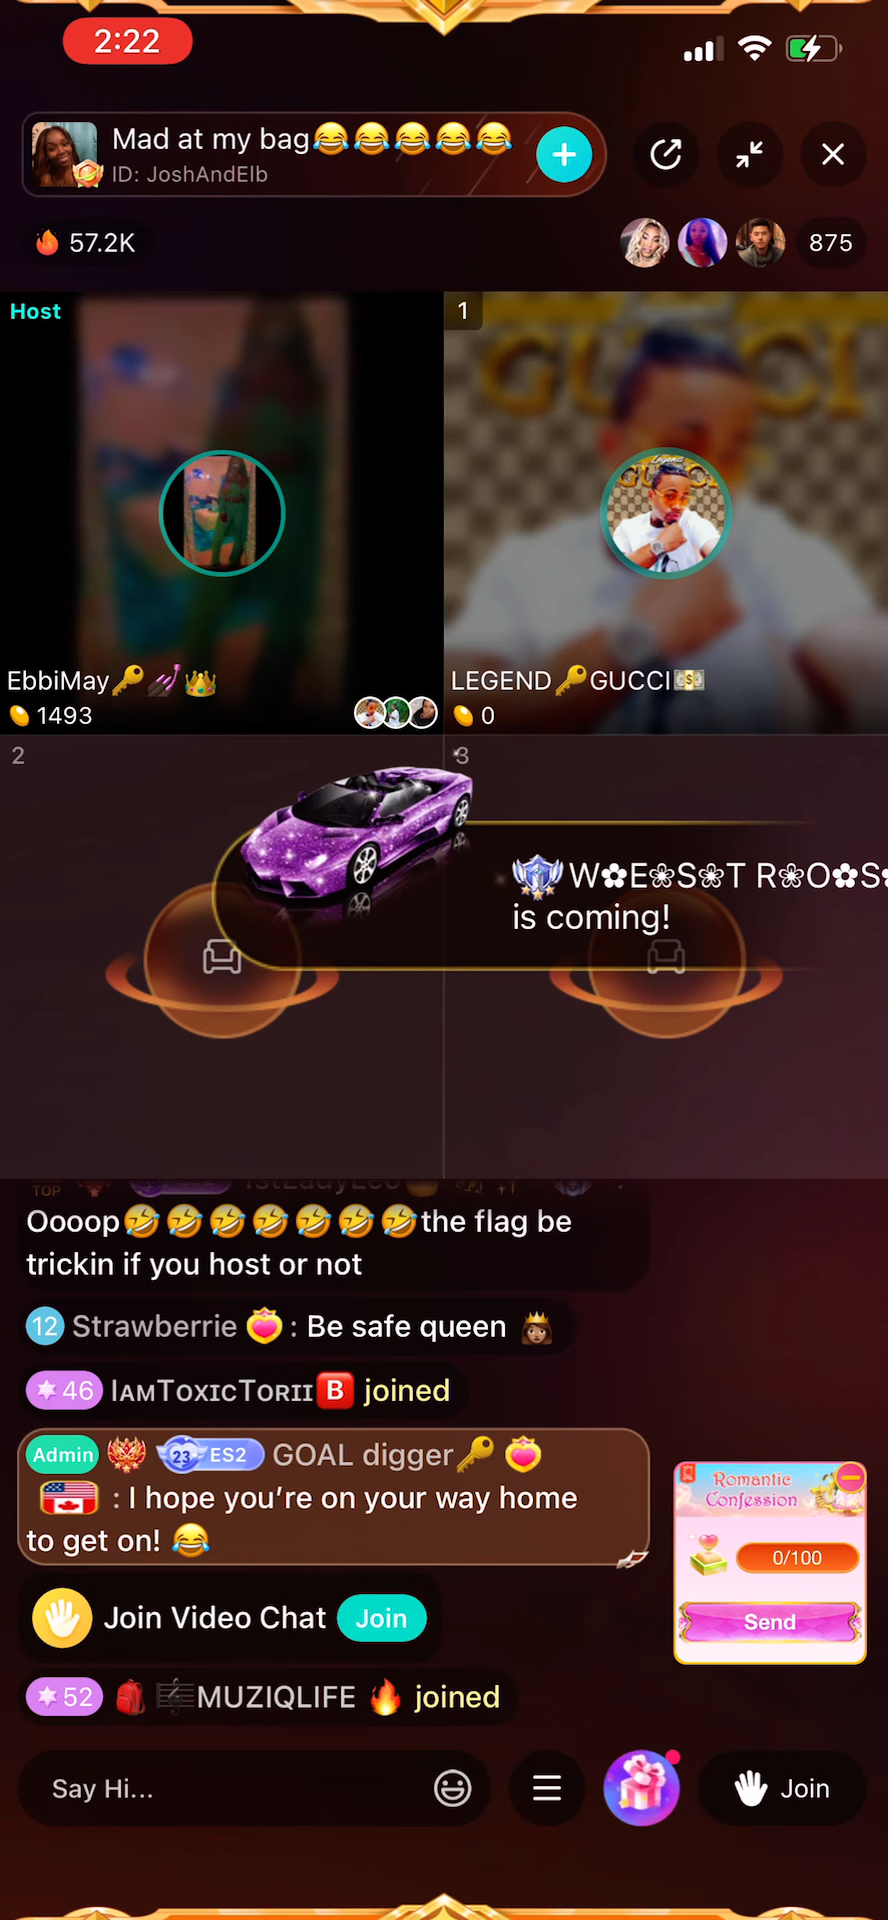 2:22
Mad at my bag😂😂😂😂😂
ID: JoshAndElb
🔥 57.2K
875
Host
1
GUCCI
Legend
EbbiMay🔑💅🏿👑
1493
LEGEND🔑GUCCI💵
0
2
3
W✿E❀S❀T R❀O✿S
is coming!
TOP
Oooop🤣🤣🤣🤣🤣🤣🤣the flag be
trickin if you host or not
12 Strawberrie : Be safe queen 👸🏽
46 IAMTOXICTORII🅱 joined
Admin 23 ES2 GOAL digger🔑
🇺🇸🇨🇦 : I hope you’re on your way home
to get on! 😂
Romantic
Confession
0/100
Send
Join Video Chat Join
52 🎒🎼MUZIQLIFE 🔥 joined
Say Hi...
Join